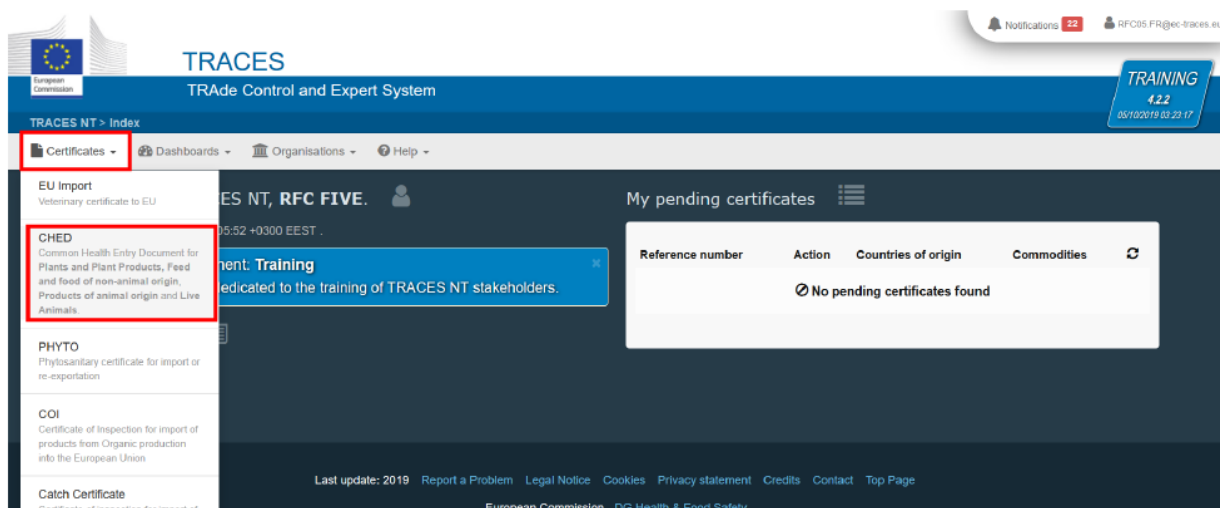 Notifications 22 RFC05.FR@ec-traces.eu
European
Commission
TRACES
TRAde Control and Expert System
TRAINING
4.2.2
05/10/2019 03:23:17
TRACES NT > Index
Certificates Dashboards Organisations Help
EU Import
Veterinary certificate to EU
CHED
Common Health Entry Document for
Plants and Plant Products, Feed
and food of non-animal origin,
Products of animal origin and Live
Animals.
PHYTO
Phytosanitary certificate for import or
re-exportation
COI
Certificate of Inspection for import of
products from Organic production
into the European Union
Catch Certificate
ES NT, RFC FIVE.
05:52 +0300 EEST .
ment: Training
edicated to the training of TRACES NT stakeholders.
My pending certificates
Reference number Action Countries of origin Commodities
No pending certificates found
Last update: 2019 Report a Problem Legal Notice Cookies Privacy statement Credits Contact Top Page
European Commission DG Health & Food Safety